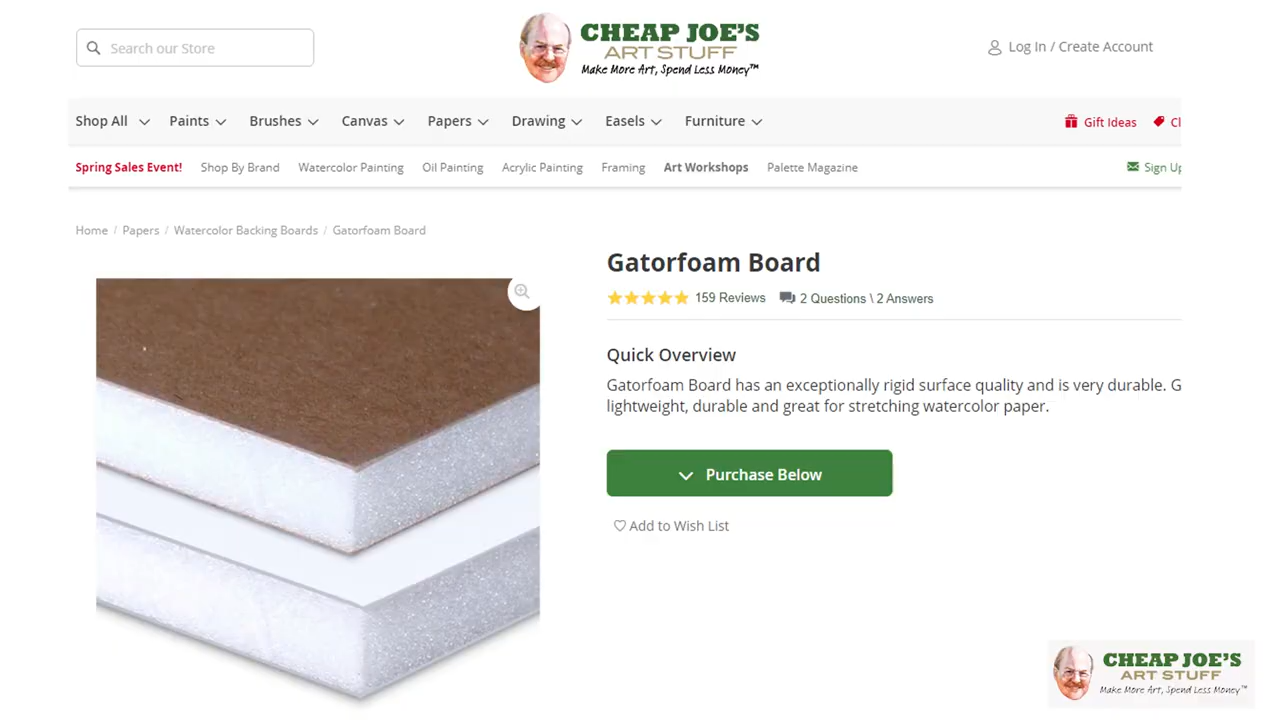 Search our Store
CHEAP JOE'S
ART STUFF
Make More Art, Spend Less Money™
Log In / Create Account
Shop All Paints Brushes Canvas Papers Drawing Easels Furniture Gift Ideas Cl
Spring Sales Event! Shop By Brand Watercolor Painting Oil Painting Acrylic Painting Framing Art Workshops Palette Magazine Sign Up
Home / Papers / Watercolor Backing Boards / Gatorfoam Board
Gatorfoam Board
159 Reviews 2 Questions \ 2 Answers
Quick Overview
Gatorfoam Board has an exceptionally rigid surface quality and is very durable. G
lightweight, durable and great for stretching watercolor paper.
Purchase Below
Add to Wish List
CHEAP JOE'S
ART STUFF
Make More Art, Spend Less Money™